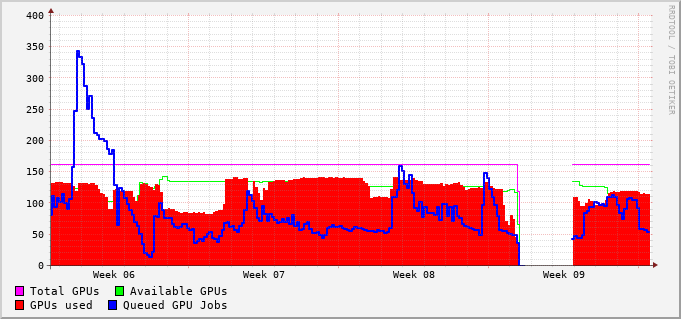 400
350
300
250
200
150
100
50
0
Week 06 Week 07 Week 08 Week 09
Total GPUs Available GPUs
GPUs used Queued GPU Jobs
RRDTOOL / TOBI OETIKER